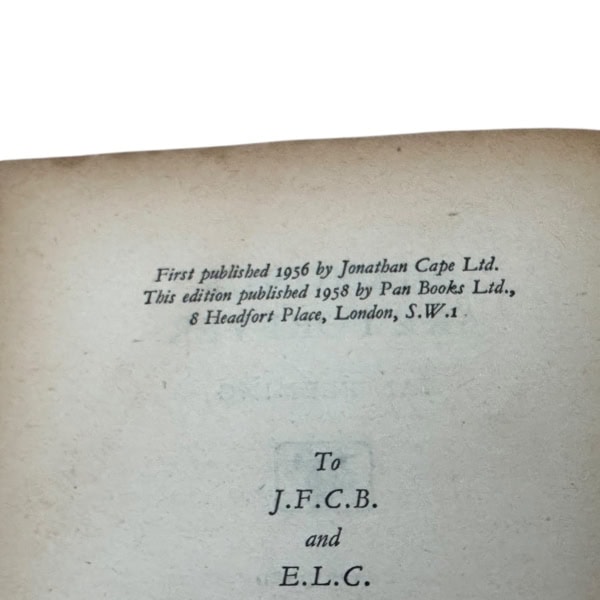 First published 1956 by Jonathan Cape Ltd.
This edition published 1958 by Pan Books Ltd.,
8 Headfort Place, London, S.W.1
To
J.F.C.B.
and
E.L.C.